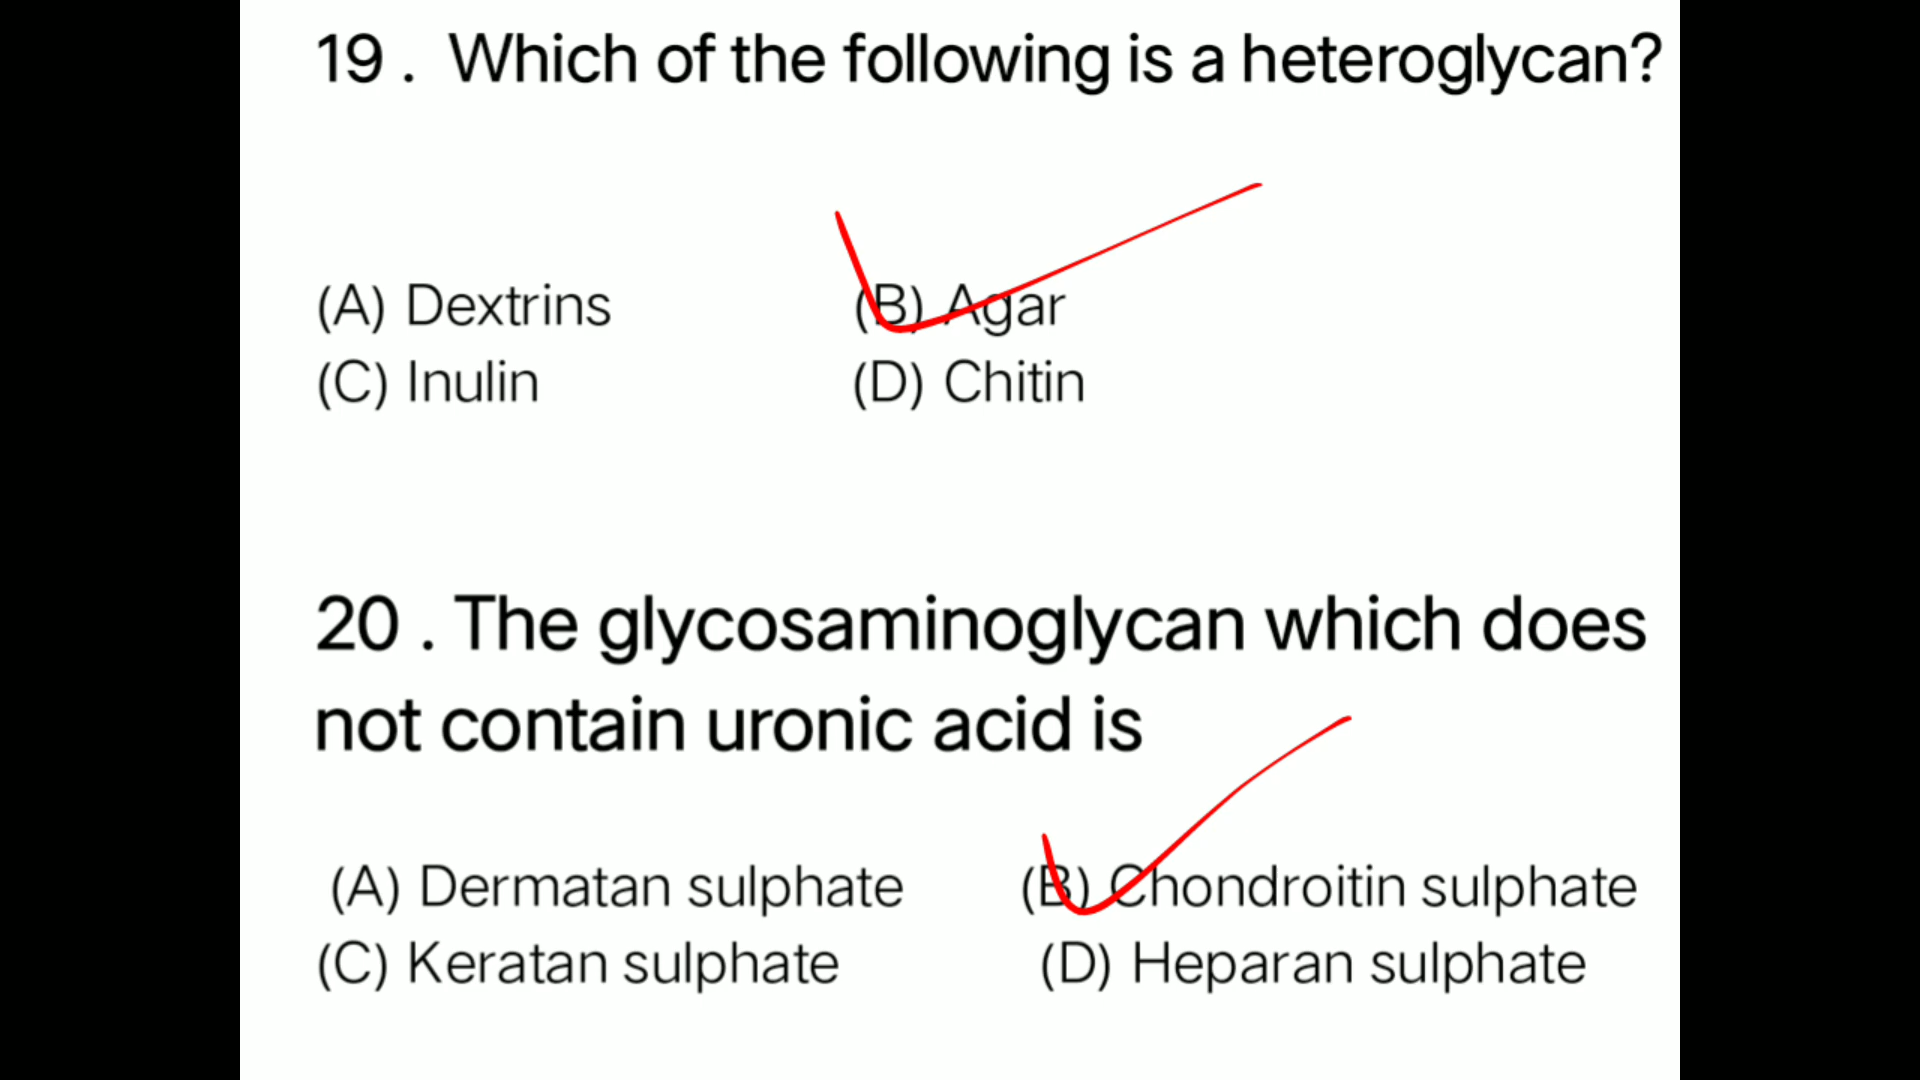 19 . Which of the following is a heteroglycan?
(A) Dextrins (B) Agar
(C) Inulin (D) Chitin
20 . The glycosaminoglycan which does
not contain uronic acid is
(A) Dermatan sulphate (B) Chondroitin sulphate
(C) Keratan sulphate (D) Heparan sulphate